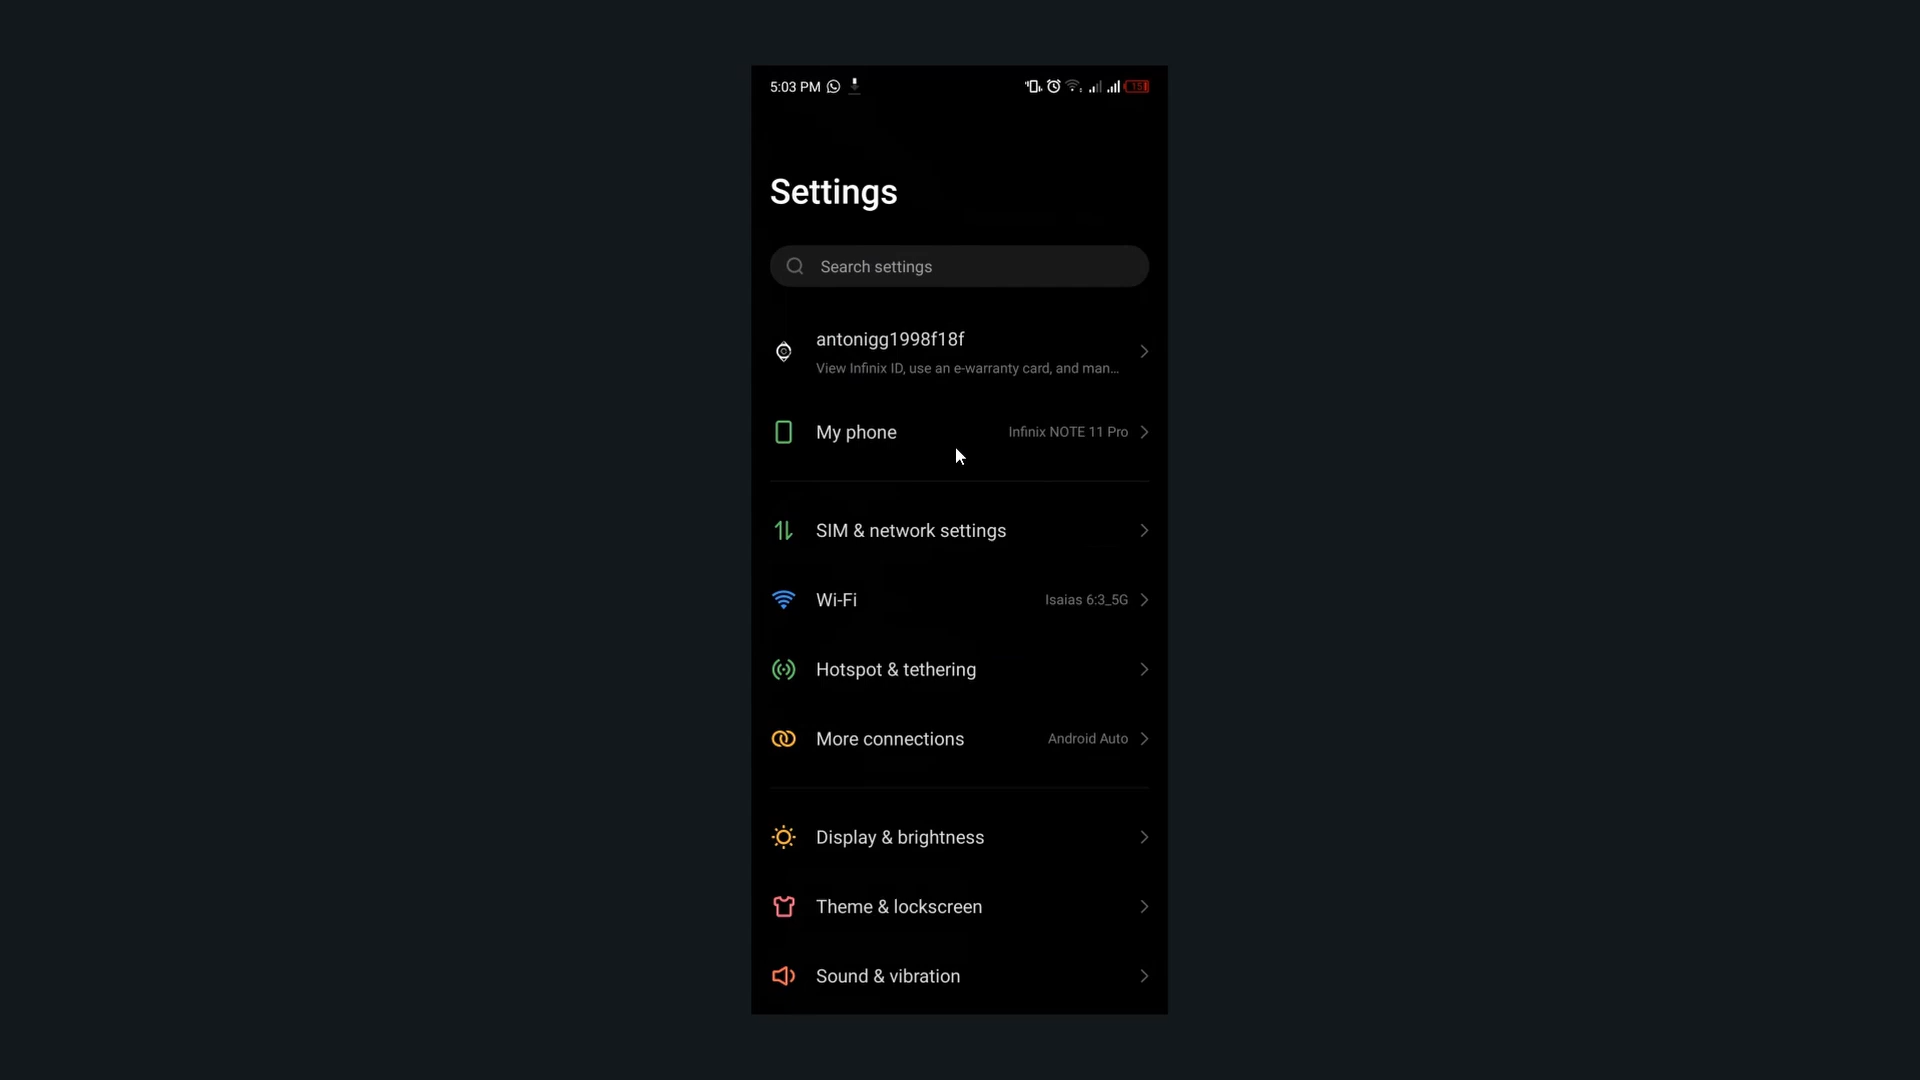 5:03 PM
15
Settings
Search settings
antonigg1998f18f
View Infinix ID, use an e-warranty card, and man...
My phone Infinix NOTE 11 Pro
SIM & network settings
Wi-Fi Isaias 6:3_5G
Hotspot & tethering
More connections Android Auto
Display & brightness
Theme & lockscreen
Sound & vibration